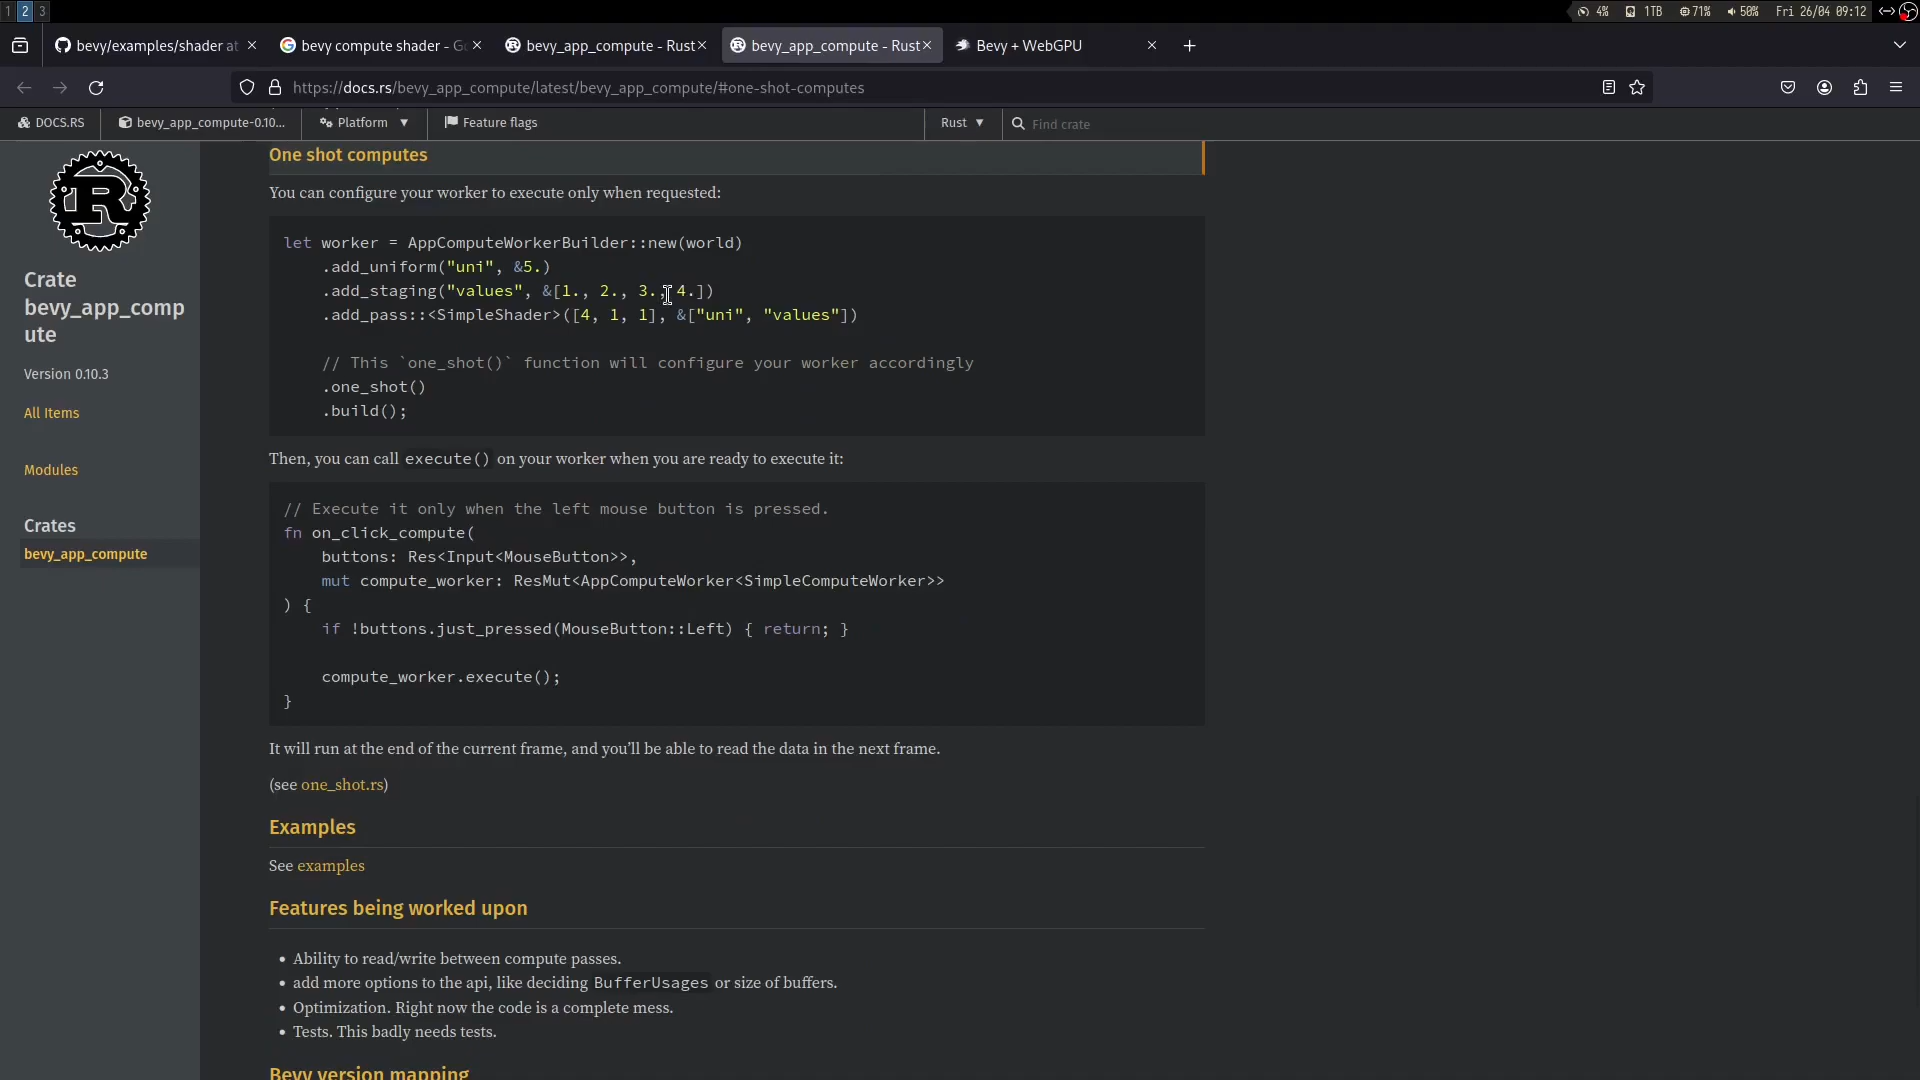 1 2 3
4% 1TB 71% 50% Fri 26/04 09:12
bevy/examples/shader at
bevy compute shader - G
bevy_app_compute - Rust
bevy_app_compute - Rust
Bevy + WebGPU
https://docs.rs/bevy_app_compute/latest/bevy_app_compute/#one-shot-computes
DOCS.RS
bevy_app_compute-0.10...
Platform
Feature flags
Rust
Find crate
Crate
bevy_app_comp
ute
Version 0.10.3
All Items
Modules
Crates
bevy_app_compute
One shot computes
You can configure your worker to execute only when requested:
let worker = AppComputeWorkerBuilder::new(world)
    .add_uniform("uni", &5.)
    .add_staging("values", &[1., 2., 3., 4.])
    .add_pass::<SimpleShader>([4, 1, 1], &["uni", "values"])
    // This `one_shot()` function will configure your worker accordingly
    .one_shot()
    .build();
Then, you can call execute() on your worker when you are ready to execute it:
// Execute it only when the left mouse button is pressed.
fn on_click_compute(
    buttons: Res<Input<MouseButton>>,
    mut compute_worker: ResMut<AppComputeWorker<SimpleComputeWorker>>
) {
    if !buttons.just_pressed(MouseButton::Left) { return; }
    compute_worker.execute();
}
It will run at the end of the current frame, and you’ll be able to read the data in the next frame.
(see one_shot.rs)
Examples
See examples
Features being worked upon
• Ability to read/write between compute passes.
• add more options to the api, like deciding BufferUsages or size of buffers.
• Optimization. Right now the code is a complete mess.
• Tests. This badly needs tests.
Bevy version mapping